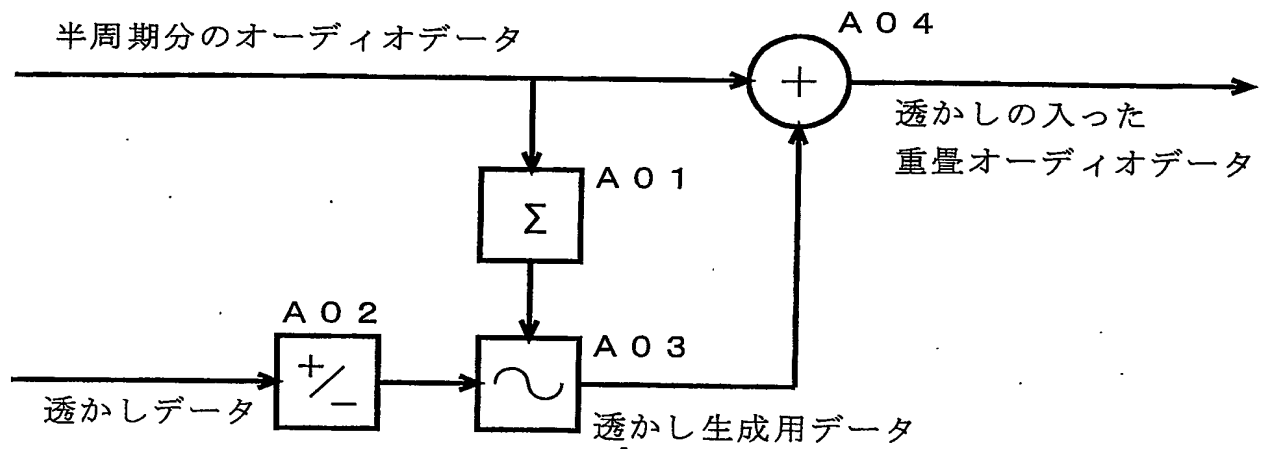 半周期分のオーディオデータ
A04
+
透かしの入った
重畳オーディオデータ
A01
Σ
A02
+/−
A03
透かしデータ
透かし生成用データ